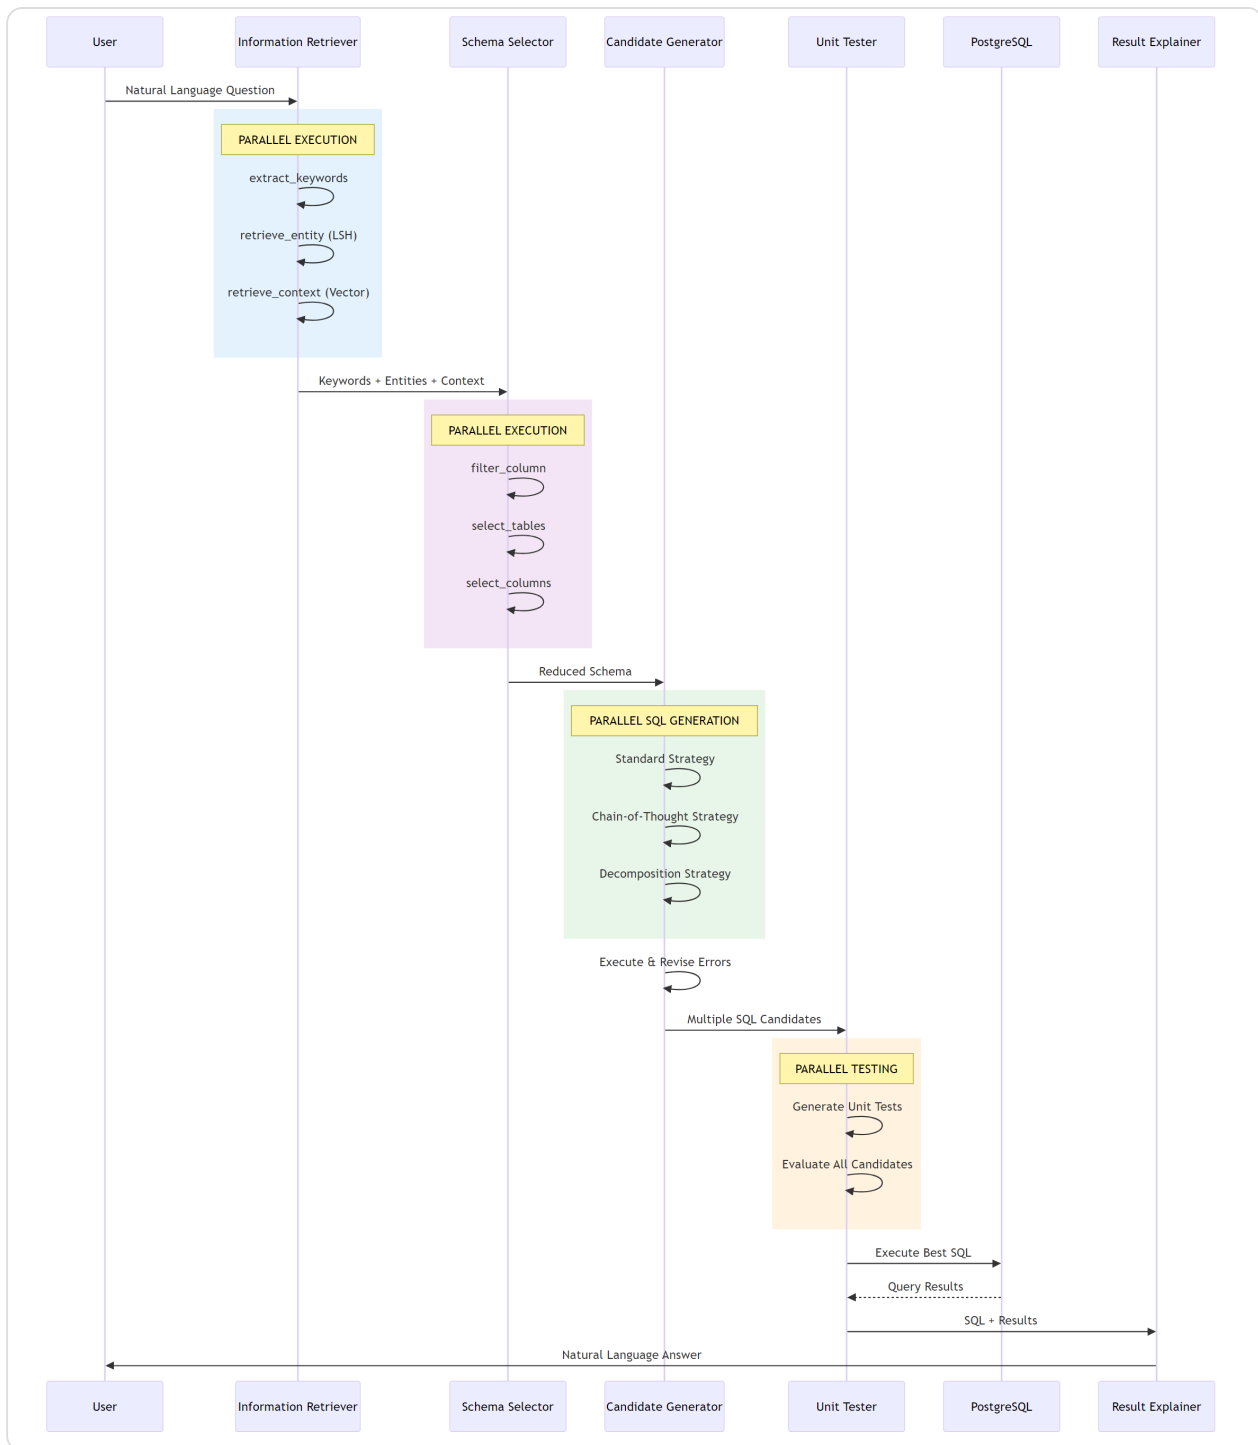 User
Information Retriever
Schema Selector
Candidate Generator
Unit Tester
PostgreSQL
Result Explainer
Natural Language Question
PARALLEL EXECUTION
extract_keywords
retrieve_entity (LSH)
retrieve_context (Vector)
Keywords + Entities + Context
PARALLEL EXECUTION
filter_column
select_tables
select_columns
Reduced Schema
PARALLEL SQL GENERATION
Standard Strategy
Chain-of-Thought Strategy
Decomposition Strategy
Execute & Revise Errors
Multiple SQL Candidates
PARALLEL TESTING
Generate Unit Tests
Evaluate All Candidates
Execute Best SQL
Query Results
SQL + Results
Natural Language Answer
User
Information Retriever
Schema Selector
Candidate Generator
Unit Tester
PostgreSQL
Result Explainer